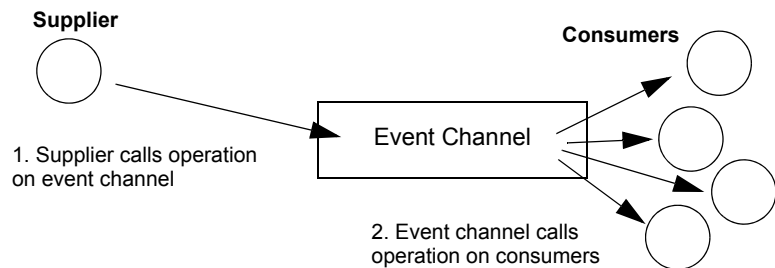 Supplier
Consumers
Event Channel
1. Supplier calls operation
on event channel
2. Event channel calls
operation on consumers